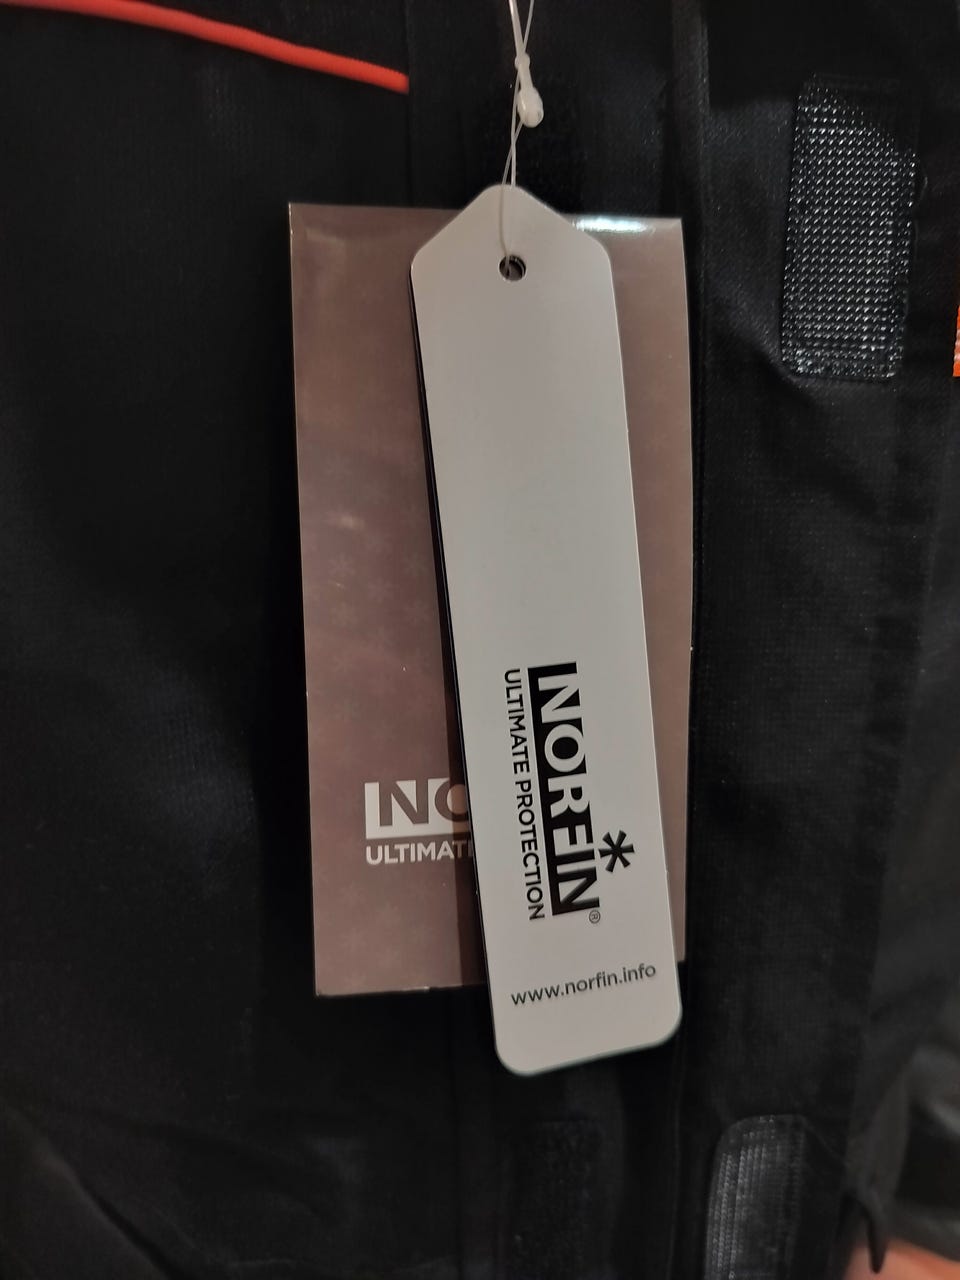 NORFIN
ULTIMATE PROTECTION
®
www.norfin.info
NO
ULTIMAT